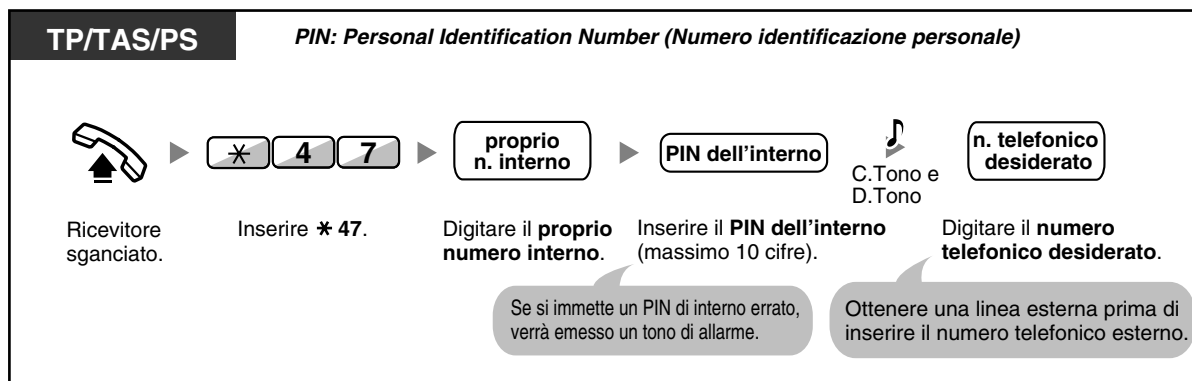 TP/TAS/PS
PIN: Personal Identification Number (Numero identificazione personale)
✳ 4 7
proprio
n. interno
PIN dell'interno
C.Tono e
D.Tono
n. telefonico
desiderato
Ricevitore
sganciato.
Inserire ✳ 47.
Digitare il proprio
numero interno.
Inserire il PIN dell'interno
(massimo 10 cifre).
Digitare il numero
telefonico desiderato.
Se si immette un PIN di interno errato,
verrà emesso un tono di allarme.
Ottenere una linea esterna prima di
inserire il numero telefonico esterno.